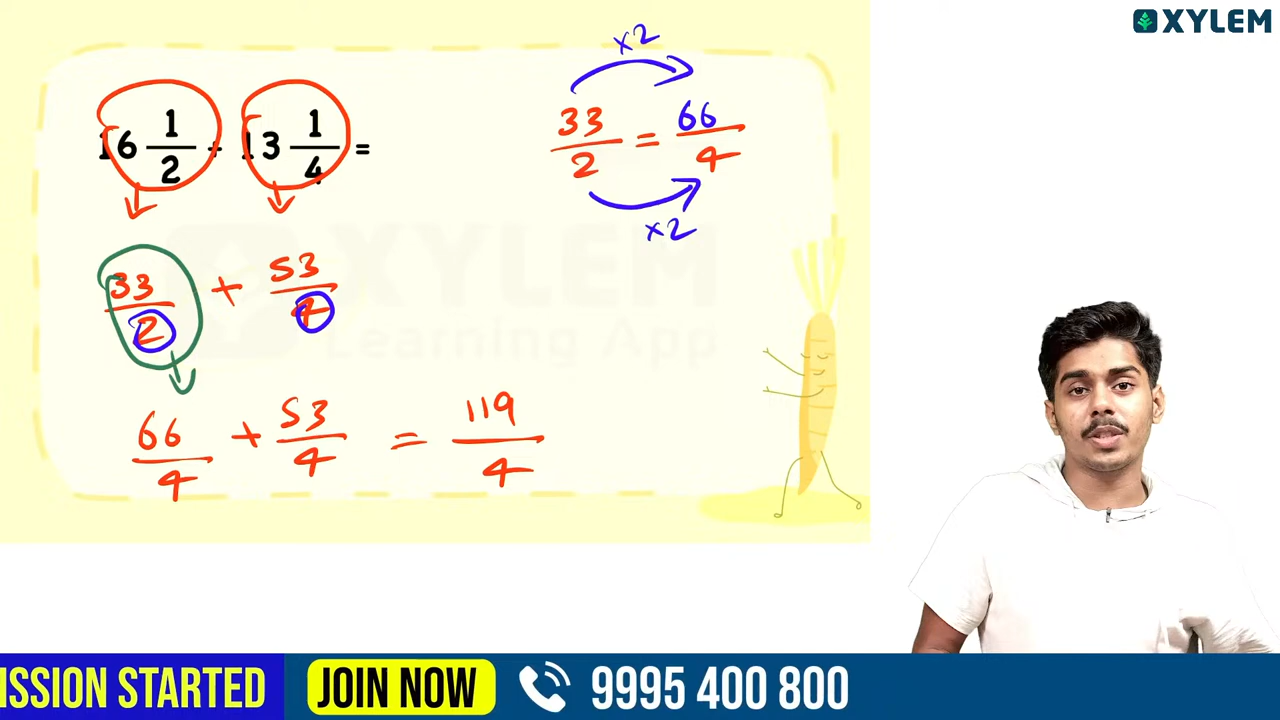 XYLEM
16 1/2 + 13 1/4 =
33/2 = 66/4
×2
×2
33/2 + 53/4
XYLEM
Learning App
66/4 + 53/4 = 119/4
ISSION STARTED
JOIN NOW
9995 400 800